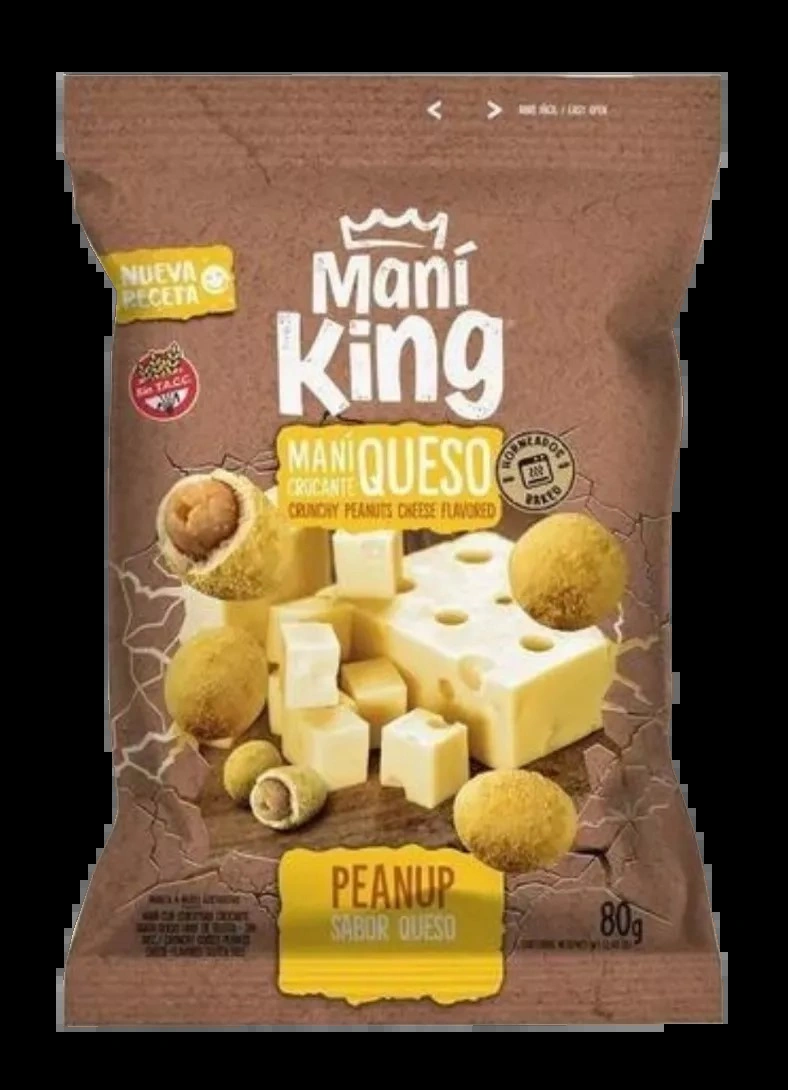 < > ABRE FÁCIL / EASY OPEN
Maní
King
NUEVA
RECETA
Sin T.A.C.C.
MANÍ
CROCANTE
QUESO
CRUNCHY PEANUTS CHEESE FLAVORED
HORNEADOS
BAKED
PEANUP
SABOR QUESO
80g